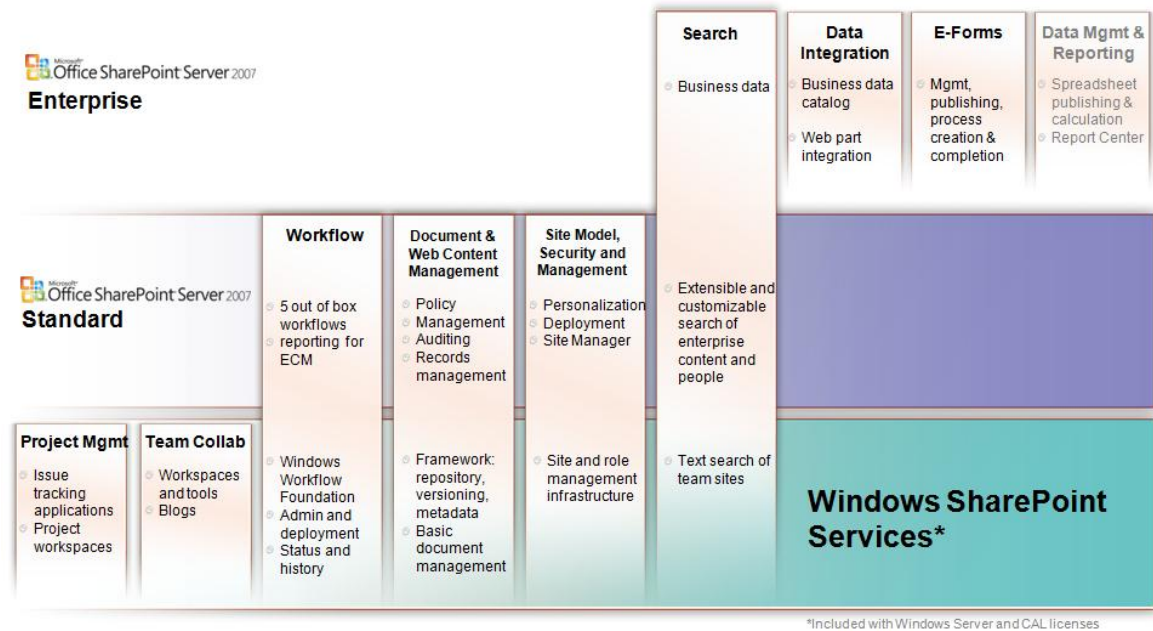 Microsoft®
Office SharePoint Server 2007
Enterprise
Search
Business data
Data
Integration
Business data
catalog
Web part
integration
E-Forms
Mgmt,
publishing,
process
creation &
completion
Data Mgmt &
Reporting
Spreadsheet
publishing &
calculation
Report Center
Microsoft®
Office SharePoint Server 2007
Standard
Workflow
5 out of box
workflows
reporting for
ECM
Document &
Web Content
Management
Policy
Management
Auditing
Records
management
Site Model,
Security and
Management
Personalization
Deployment
Site Manager
Extensible and
customizable
search of
enterprise
content and
people
Project Mgmt
Issue
tracking
applications
Project
workspaces
Team Collab
Workspaces
and tools
Blogs
Windows
Workflow
Foundation
Admin and
deployment
Status and
history
Framework:
repository,
versioning,
metadata
Basic
document
management
Site and role
management
infrastructure
Text search of
team sites
Windows SharePoint
Services*
*Included with Windows Server and CAL licenses